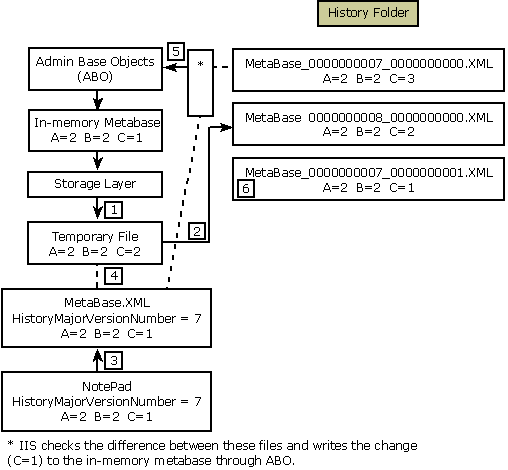 History Folder
5
Admin Base Objects
(ABO)
*
MetaBase_0000000007_0000000000.XML
A=2 B=2 C=3
In-memory Metabase
A=2 B=2 C=1
MetaBase 0000000008_0000000000.XML
A=2 B=2 C=2
Storage Layer
MetaBase_0000000007_0000000001.XML
6
A=2 B=2 C=1
1
Temporary File
A=2 B=2 C=2
2
4
MetaBase.XML
HistoryMajorVersionNumber = 7
A=2 B=2 C=1
3
NotePad
HistoryMajorVersionNumber = 7
A=2 B=2 C=1
* IIS checks the difference between these files and writes the change
(C=1) to the in-memory metabase through ABO.